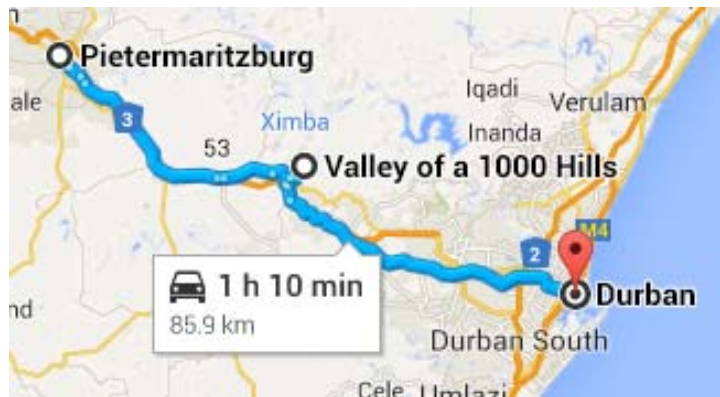 n
Pietermaritzburg
ale
3
Iqadi
Verulam
Ximba
Inanda
53
Valley of a 1000 Hills
M4
2
1 h 10 min
85.9 km
Durban
nd
Durban South
Cele
Umlazi